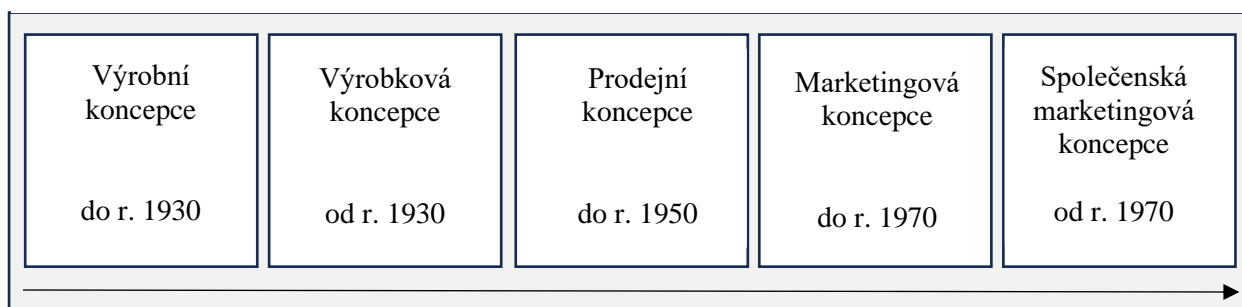 Výrobní
koncepce
do r. 1930
Výrobková
koncepce
od r. 1930
Prodejní
koncepce
do r. 1950
Marketingová
koncepce
do r. 1970
Společenská
marketingová
koncepce
od r. 1970